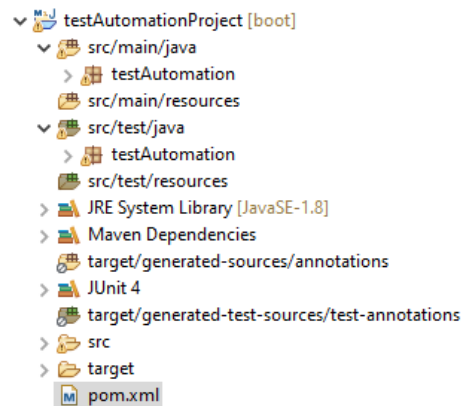 testAutomationProject [boot]
src/main/java
testAutomation
src/main/resources
src/test/java
testAutomation
src/test/resources
JRE System Library [JavaSE-1.8]
Maven Dependencies
target/generated-sources/annotations
JUnit 4
target/generated-test-sources/test-annotations
src
target
pom.xml